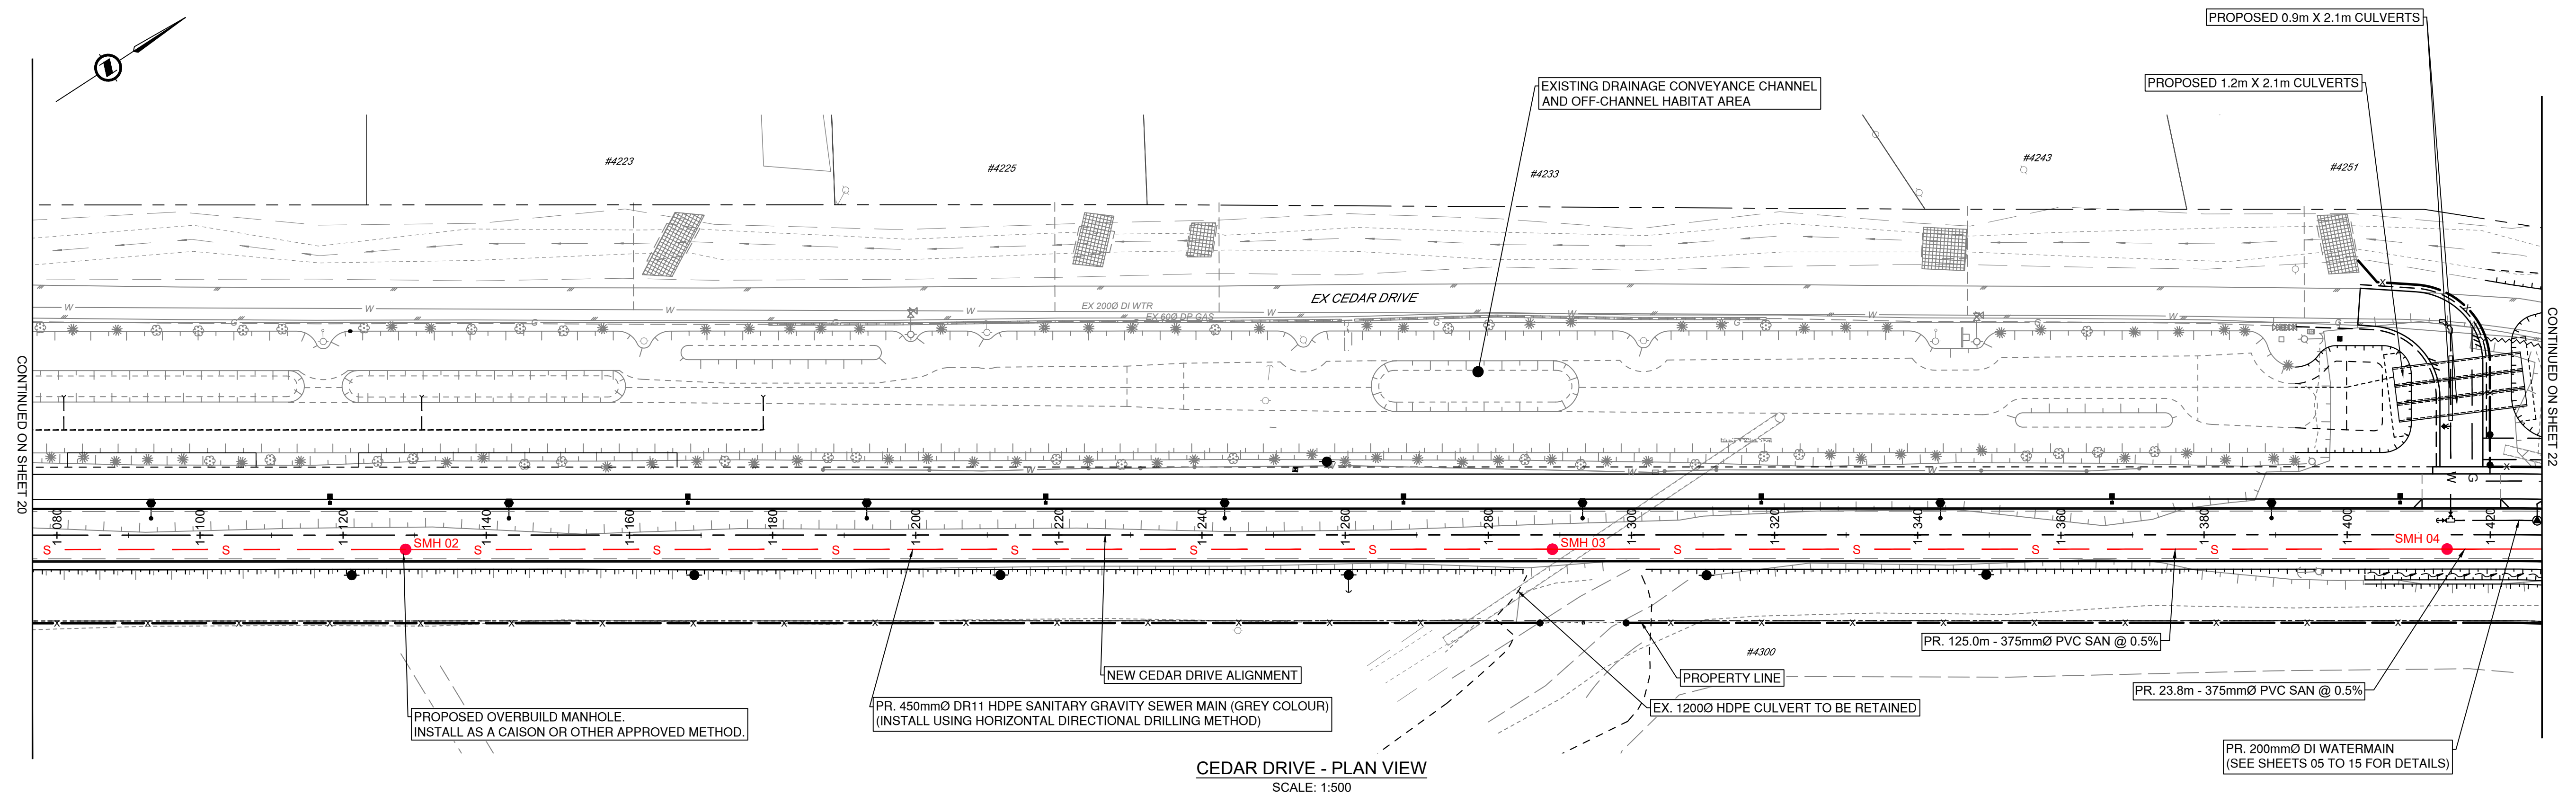 PROPOSED 0.9m X 2.1m CULVERTS
PROPOSED 1.2m X 2.1m CULVERTS
EXISTING DRAINAGE CONVEYANCE CHANNEL
AND OFF-CHANNEL HABITAT AREA
#4223
#4225
#4233
#4243
#4251
EX CEDAR DRIVE
EX 200Ø DI WTR
EX 60Ø DP GAS
W W W W W W W W W
G G G G G G
CONTINUED ON SHEET 20
CONTINUED ON SHEET 22
W W W W
W G
1 080
1 100
1 120
1 140
1 160
1 180
1 200
1 220
1 240
1 260
1 280
1 300
1 320
1 340
1 360
1 380
1 400
1 420
S S S S S S S S S S S S
SMH 02
SMH 03
SMH 04
X X X X X X X X X X X X X X X X X X X X X X X X X X
PR. 125.0m - 375mmØ PVC SAN @ 0.5%
#4300
NEW CEDAR DRIVE ALIGNMENT
PROPERTY LINE
PR. 23.8m - 375mmØ PVC SAN @ 0.5%
PR. 450mmØ DR11 HDPE SANITARY GRAVITY SEWER MAIN (GREY COLOUR)
(INSTALL USING HORIZONTAL DIRECTIONAL DRILLING METHOD)
EX. 1200Ø HDPE CULVERT TO BE RETAINED
PROPOSED OVERBUILD MANHOLE.
INSTALL AS A CAISON OR OTHER APPROVED METHOD.
PR. 200mmØ DI WATERMAIN
(SEE SHEETS 05 TO 15 FOR DETAILS)
CEDAR DRIVE - PLAN VIEW
SCALE: 1:500